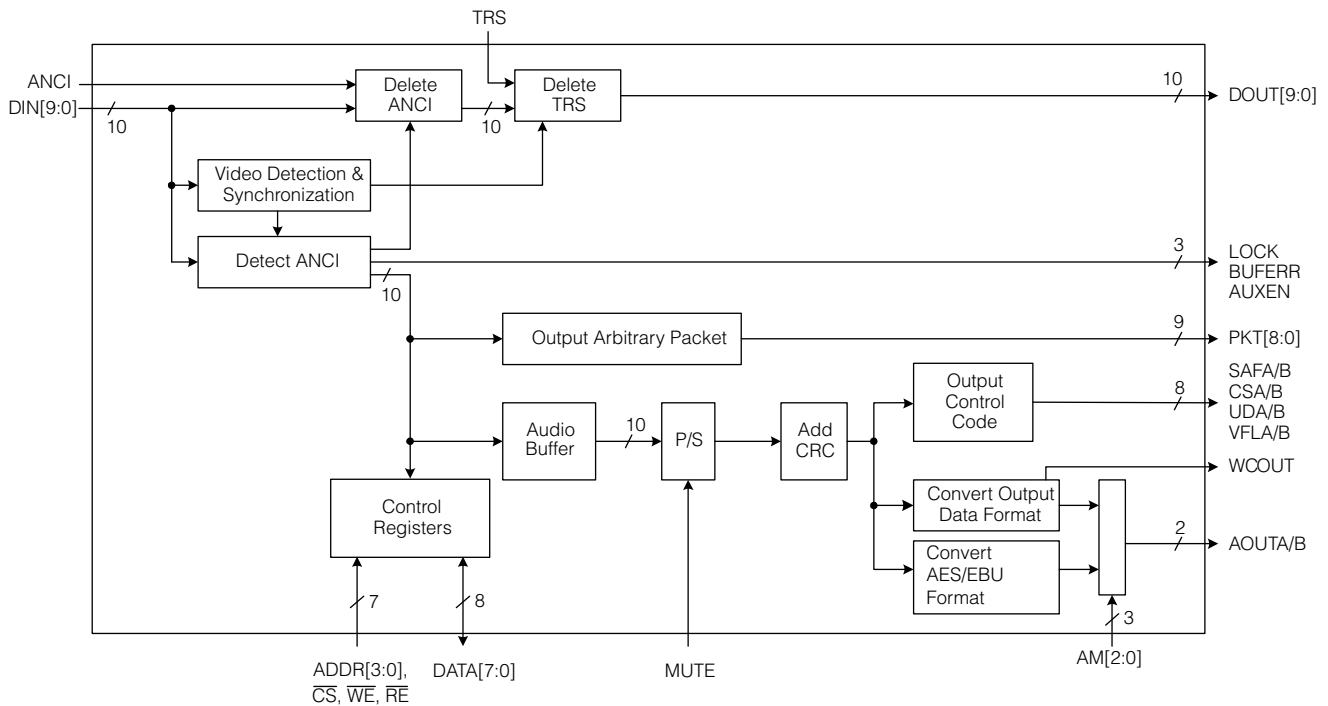 TRS
ANCI
DIN[9:0]
10
Delete
ANCI
10
Delete
TRS
10
DOUT[9:0]
Video Detection &
Synchronization
Detect ANCI
10
3
LOCK
BUFERR
AUXEN
Output Arbitrary Packet
9
PKT[8:0]
Audio
Buffer
10
P/S
Add
CRC
Output
Control
Code
8
SAFA/B
CSA/B
UDA/B
VFLA/B
WCOUT
Control
Registers
Convert Output
Data Format
Convert
AES/EBU
Format
2
AOUTA/B
7
8
3
ADDR[3:0],
CS, WE, RE
DATA[7:0]
MUTE
AM[2:0]